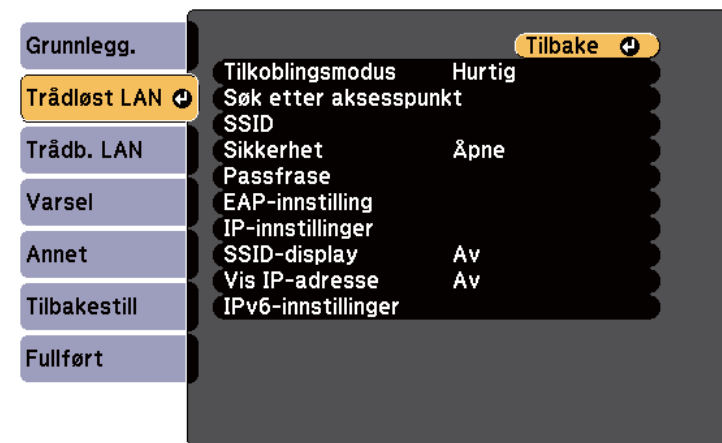 Grunnlegg.
Trådløst LAN
Trådb. LAN
Varsel
Annet
Tilbakestill
Fullført
Tilbake
Tilkoblingsmodus Hurtig
Søk etter aksesspunkt
SSID
Sikkerhet Åpne
Passfrase
EAP-innstilling
IP-innstillinger
SSID-display Av
Vis IP-adresse Av
IPv6-innstillinger